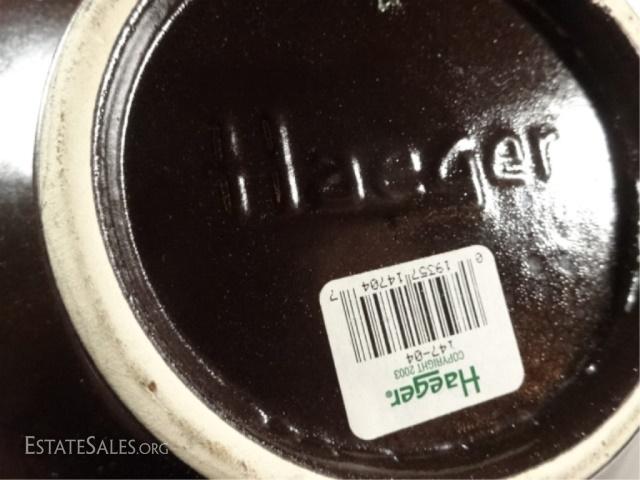 Haeger
Haeger®
COPYRIGHT 2003
147-04
0 19357 14704 7
ESTATESALES.ORG